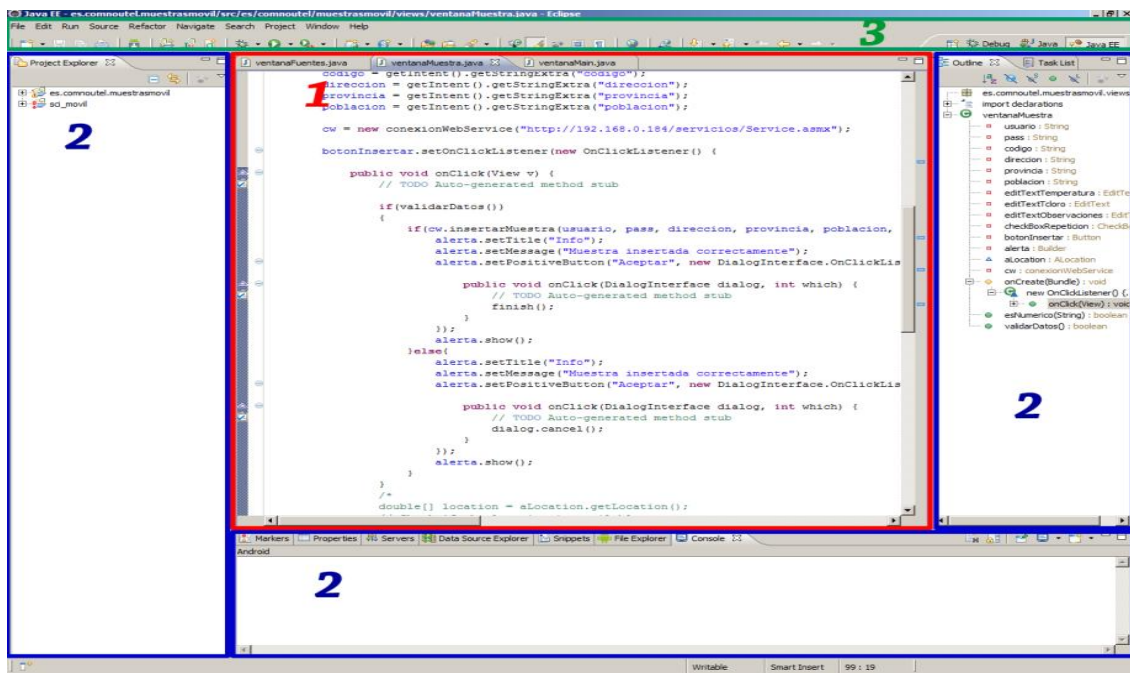 Java EE - es.comnoutel.muestrasmovil/src/es/comnoutel/muestrasmovil/views/ventanaMuestra.java - Eclipse
File Edit Run Source Refactor Navigate Search Project Window Help
3
Debug Java Java EE
Project Explorer
es.comnoutel.muestrasmovil
sci_movil
2
ventanaFuentes.java ventanaMuestra.java ventanaMain.java
1
codigo = getIntent().getStringExtra("codigo");
direccion = getIntent().getStringExtra("direccion");
provincia = getIntent().getStringExtra("provincia");
poblacion = getIntent().getStringExtra("poblacion");
cw = new conexionWebService("http://192.168.0.184/servicios/Service.asmx");
botonInsertar.setOnClickListener(new OnClickListener() {
public void onClick(View v) {
// TODO Auto-generated method stub
if(validarDatos())
{
if(cw.insertarMuestra(usuario, pass, direccion, provincia, poblacion,
alerta.setTitle("Info");
alerta.setMessage("Muestra insertada correctamente");
alerta.setPositiveButton("Aceptar", new DialogInterface.OnClickLis
public void onClick(DialogInterface dialog, int which) {
// TODO Auto-generated method stub
finish();
}
});
alerta.show();
}else{
alerta.setTitle("Info");
alerta.setMessage("Muestra insertada correctamente");
alerta.setPositiveButton("Aceptar", new DialogInterface.OnClickLis
public void onClick(DialogInterface dialog, int which) {
// TODO Auto-generated method stub
dialog.cancel();
}
});
alerta.show();
}
}
/*
double[] location = aLocation.getLocation();
Outline Task List
es.comnoutel.muestrasmovil.views
import declarations
ventanaMuestra
usuario : String
pass : String
codigo : String
direccion : String
provincia : String
poblacion : String
editTextTemperatura : EditTe
editTextTcloro : EditText
editTextObservaciones : EditT
checkBoxRepeticion : CheckB
botonInsertar : Button
alerta : Builder
aLocation : ALocation
cw : conexionWebService
onCreate(Bundle) : void
new OnClickListener() {,
onClick(View) : void
esNumerico(String) : boolean
validarDatos() : boolean
2
Markers Properties Servers Data Source Explorer Snippets File Explorer Console
Android
2
Writable Smart Insert 99 : 19